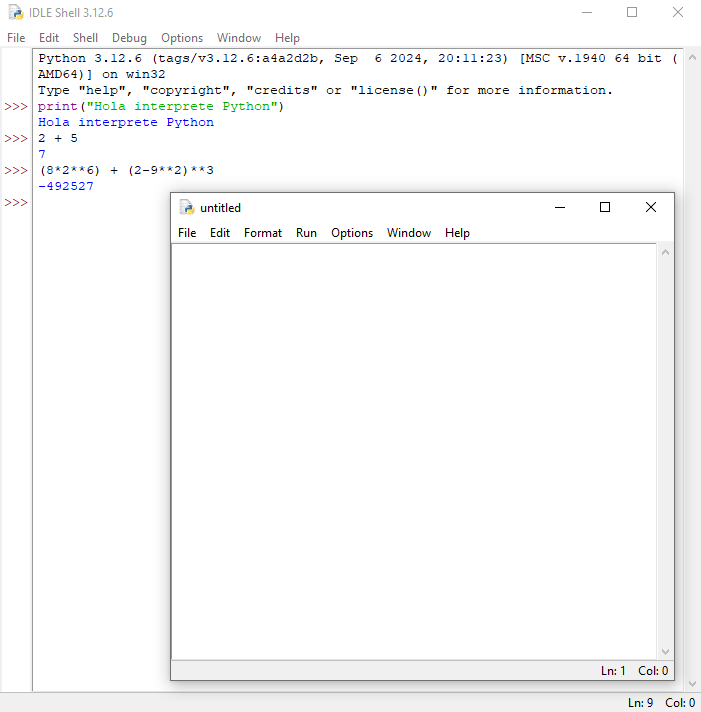 IDLE Shell 3.12.6
File Edit Shell Debug Options Window Help
Python 3.12.6 (tags/v3.12.6:a4a2d2b, Sep  6 2024, 20:11:23) [MSC v.1940 64 bit (
AMD64)] on win32
Type "help", "copyright", "credits" or "license()" for more information.
>>> print("Hola interprete Python")
Hola interprete Python
>>> 2 + 5
7
>>> (8*2**6) + (2-9**2)**3
-492527
>>>
untitled
File Edit Format Run Options Window Help
Ln: 1 Col: 0
Ln: 9 Col: 0